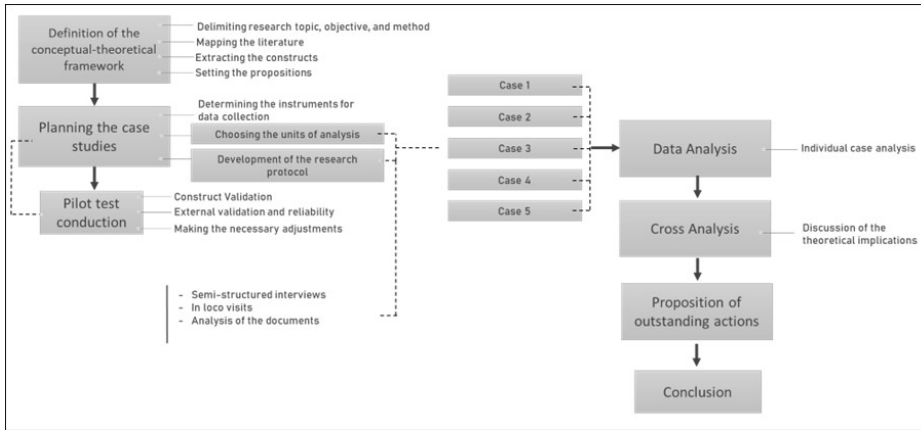 Definition of the
conceptual-theoretical
framework
Delimiting research topic, objective, and method
Mapping the literature
Extracting the constructs
Setting the propositions
Planning the case
studies
Determining the instruments for
data collection
Choosing the units of analysis
Development of the research
protocol
Pilot test
conduction
Construct Validation
External validation and reliability
Making the necessary adjustments
- Semi-structured interviews
- In loco visits
- Analysis of the documents
Case 1
Case 2
Case 3
Case 4
Case 5
Data Analysis
Individual case analysis
Cross Analysis
Discussion of the
theoretical implications
Proposition of
outstanding actions
Conclusion